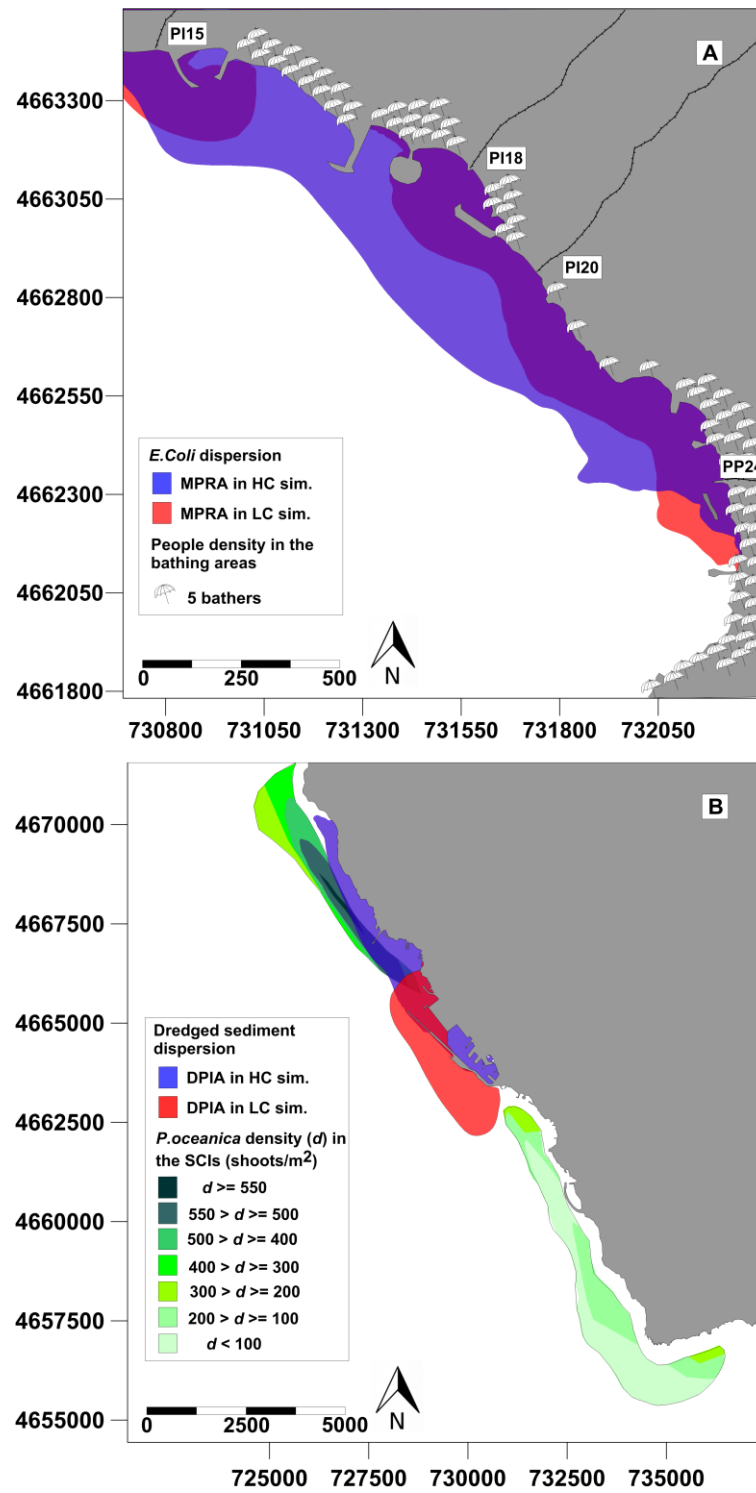 A
PI15
4663300
PI18
4663050
PI20
4662800
4662550
E.Coli dispersion
MPRA in HC sim.
PP24
4662300
MPRA in LC sim.
People density in the
bathing areas
5 bathers
4662050
N
0 250 500
4661800
730800 731050 731300 731550 731800 732050
B
4670000
4667500
4665000
Dredged sediment
dispersion
DPIA in HC sim.
DPIA in LC sim.
4662500
P.oceanica density (d) in
the SCIs (shoots/m²)
d >= 550
4660000
550 > d >= 500
500 > d >= 400
400 > d >= 300
300 > d >= 200
4657500
200 > d >= 100
d < 100
N
0 2500 5000
4655000
725000 727500 730000 732500 735000